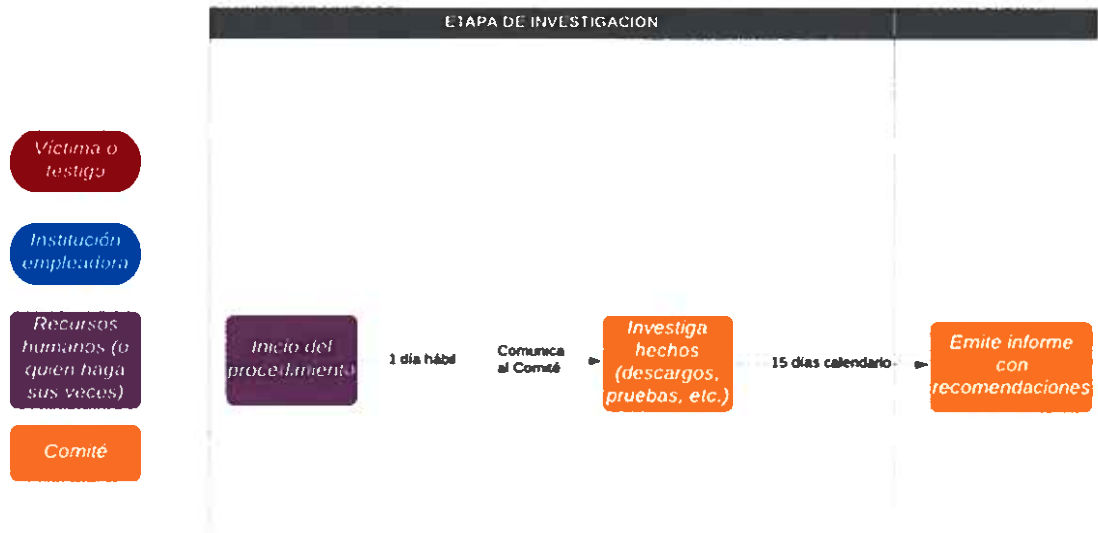 ETAPA DE INVESTIGACION
Víctima o
testigo
Institución
empleadora
Recursos
humanos (o
quien haga
sus veces)
Comité
Inicio del
procedimiento
1 día hábil
Comunica
al Comité
Investiga
hechos
(descargos,
pruebas, etc.)
15 días calendario
Emite informe
con
recomendaciones